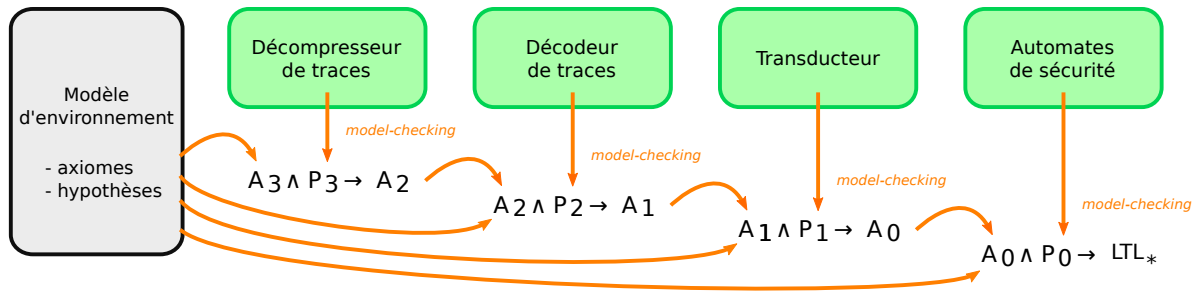 Modèle
d'environnement
- axiomes
- hypothèses
Décompresseur
de traces
Décodeur
de traces
Transducteur
Automates
de sécurité
model-checking
A3 ∧ P3 → A2
model-checking
A2 ∧ P2 → A1
model-checking
A1 ∧ P1 → A0
model-checking
A0 ∧ P0 → LTL*